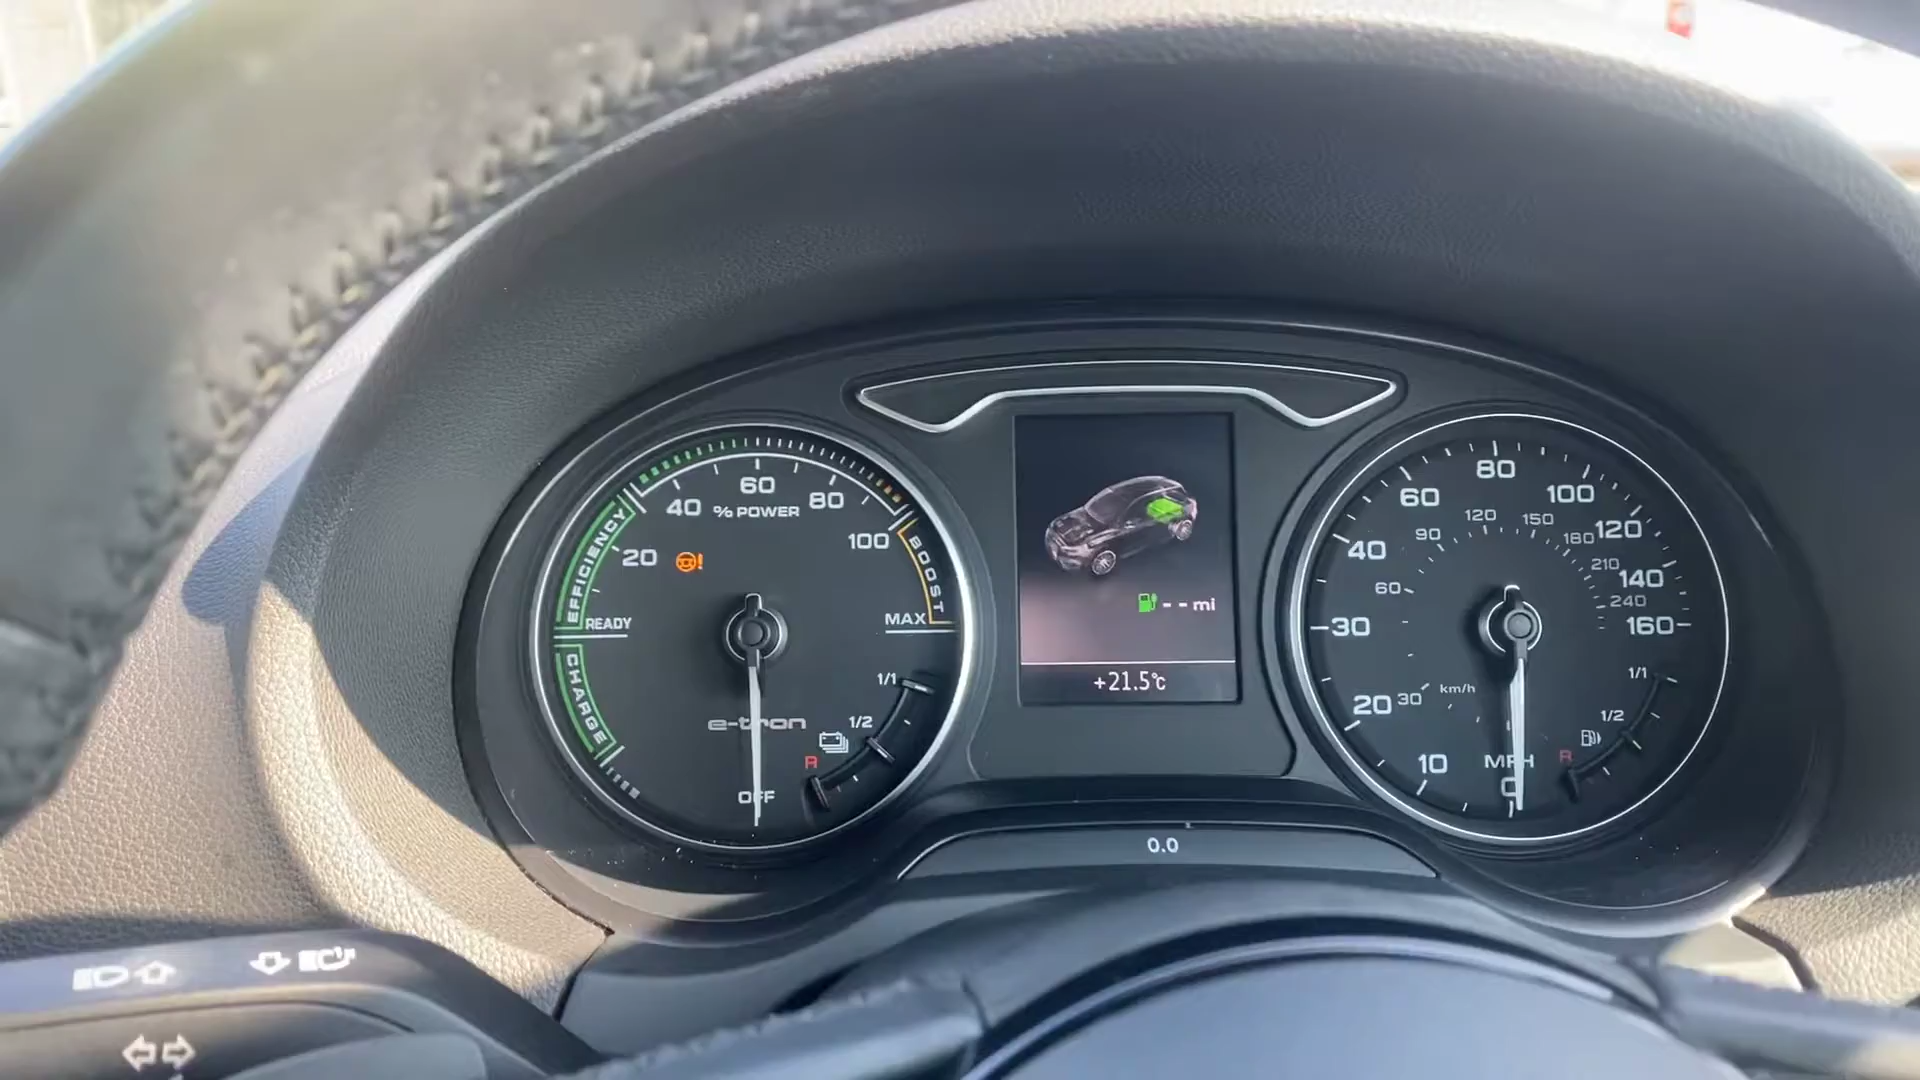 40
60
80
% POWER
20
100
EFFICIENCY
BOOST
READY
MAX
CHARGE
1/1
e-tron
1/2
R
OFF
- - mi
+21.5°C
80
60
100
120
90
150
180
120
40
210
140
60
240
30
160
1/1
20
30
km/h
1/2
10
MPH
R
0
0.0